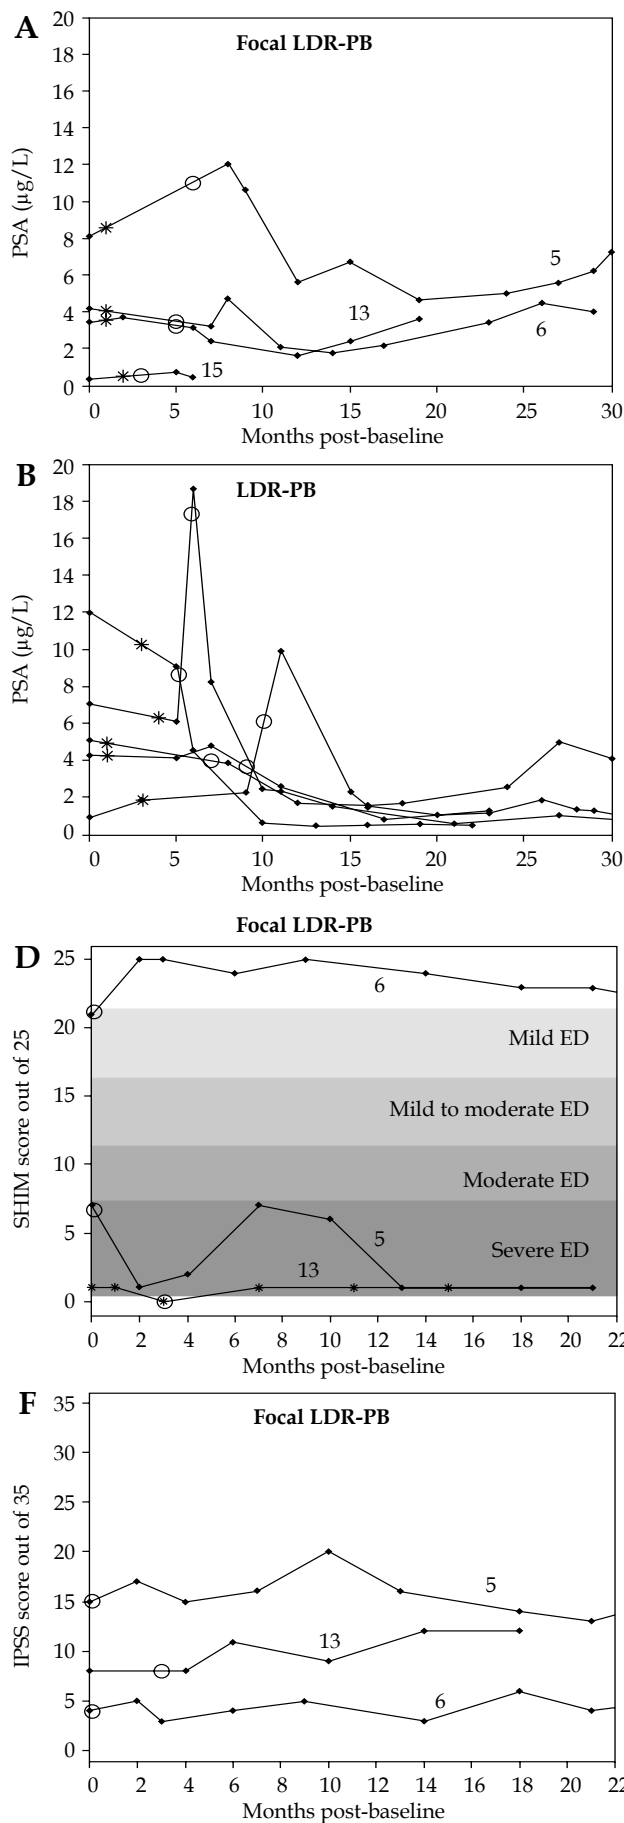 A
Focal LDR-PB
PSA (µg/L)
20
18
16
14
12
10
8
6
4
2
0
5
13
6
15
0 5 10 15 20 25 30
Months post-baseline
B
LDR-PB
PSA (µg/L)
20
18
16
14
12
10
8
6
4
2
0
0 5 10 15 20 25 30
Months post-baseline
Focal LDR-PB
D
SHIM score out of 25
25
20
15
10
5
0
6
Mild ED
Mild to moderate ED
Moderate ED
5
Severe ED
13
0 2 4 6 8 10 12 14 16 18 20 22
Months post-baseline
F
Focal LDR-PB
IPSS score out of 35
35
30
25
20
15
10
5
0
5
13
6
0 2 4 6 8 10 12 14 16 18 20 22
Months post-baseline